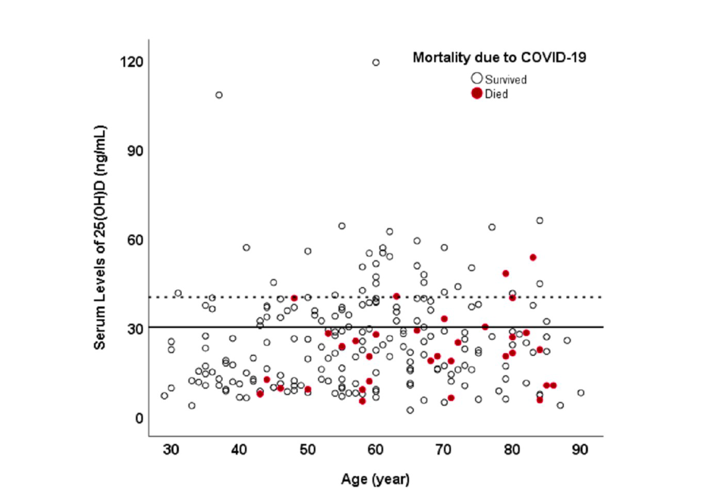 Mortality due to COVID-19
Survived
Died
Serum Levels of 25(OH)D (ng/mL)
120
90
60
30
0
30 40 50 60 70 80 90
Age (year)